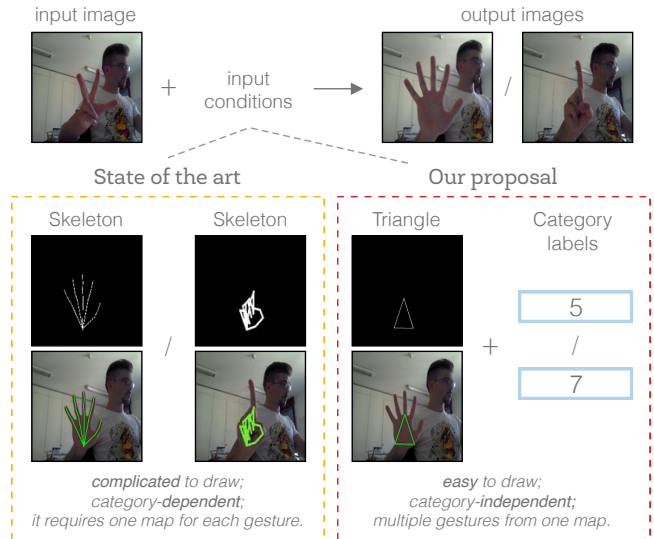 input image
output images
+
input
conditions
/
State of the art
Our proposal
Skeleton
Skeleton
Triangle
Category
labels
/
+
5
/
7
complicated to draw;
category-dependent;
it requires one map for each gesture.
easy to draw;
category-independent;
multiple gestures from one map.